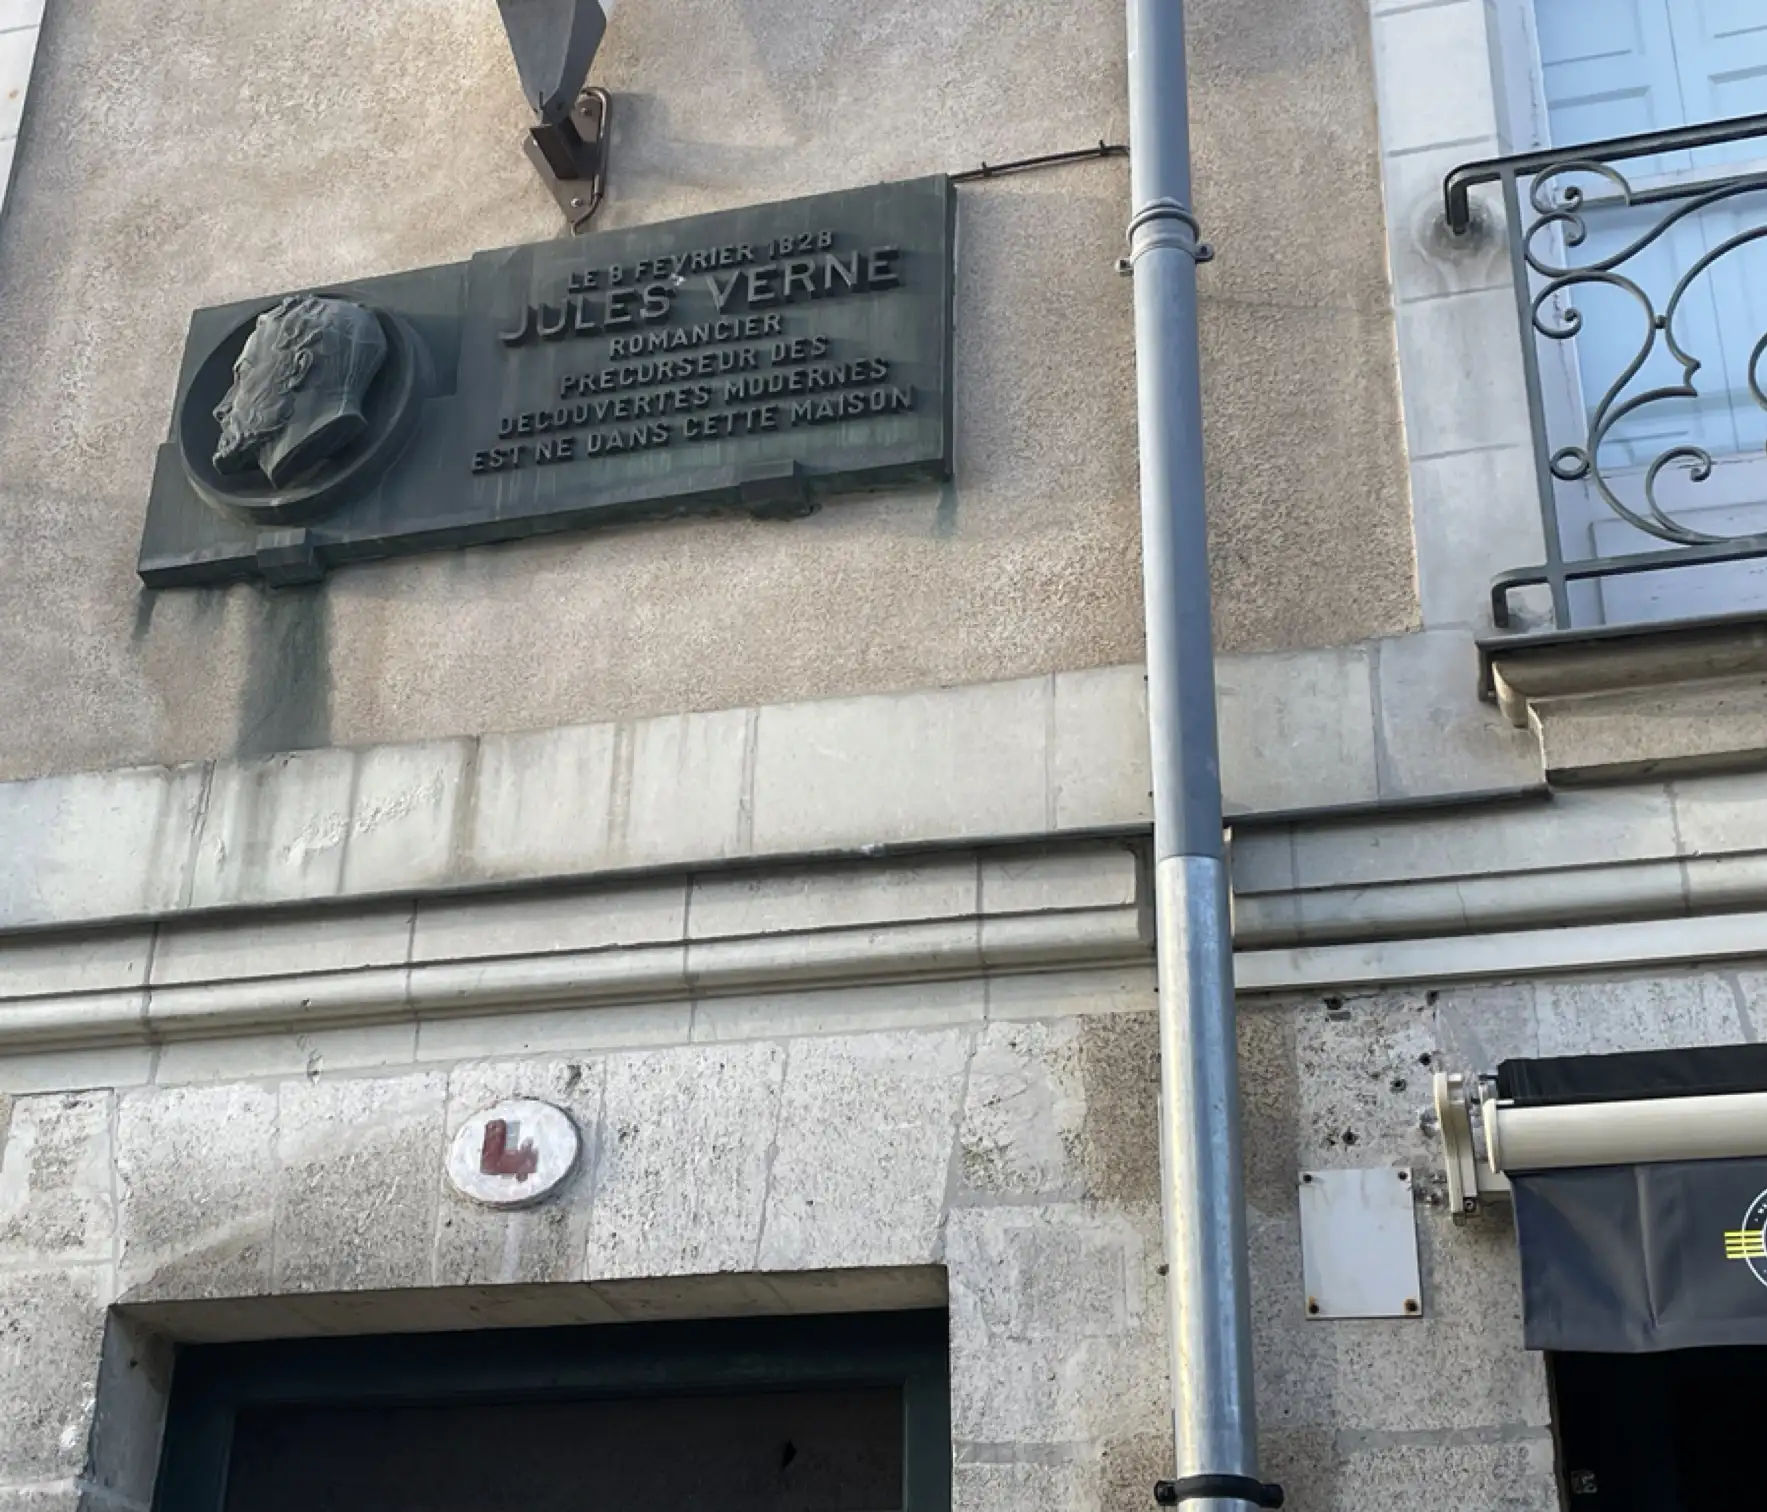 LE 8 FEVRIER 1828
JULES VERNE
ROMANCIER
PRECURSEUR DES
DECOUVERTES MODERNES
EST NE DANS CETTE MAISON
4